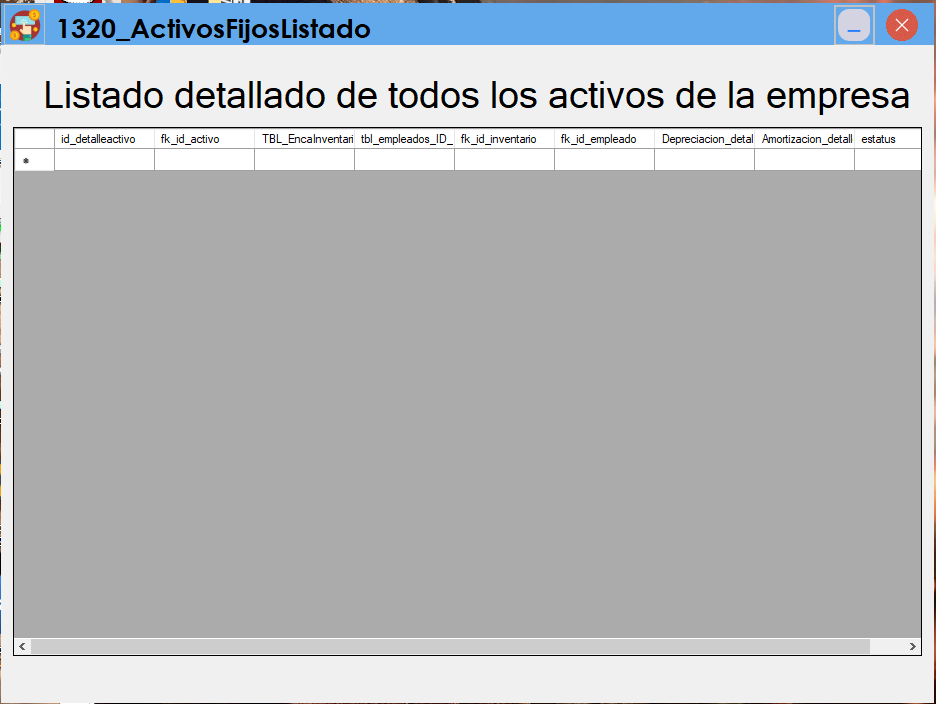 1320_ActivosFijosListado
Listado detallado de todos los activos de la empresa
id_detalleactivo fk_id_activo TBL_EncaInventari tbl_empleados_ID_ fk_id_inventario fk_id_empleado Depreciacion_detal Amortizacion_detall estatus